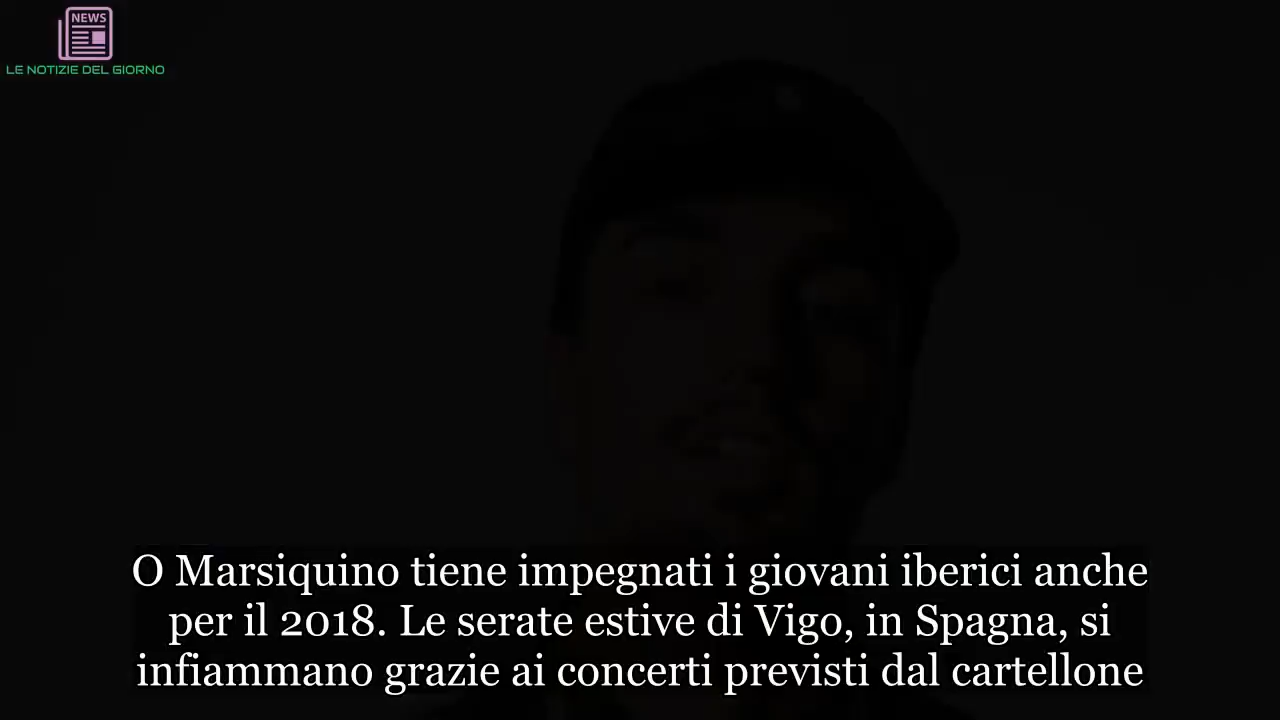 NEWS
LE NOTIZIE DEL GIORNO
O Marsiquino tiene impegnati i giovani iberici anche
per il 2018. Le serate estive di Vigo, in Spagna, si
infiammano grazie ai concerti previsti dal cartellone